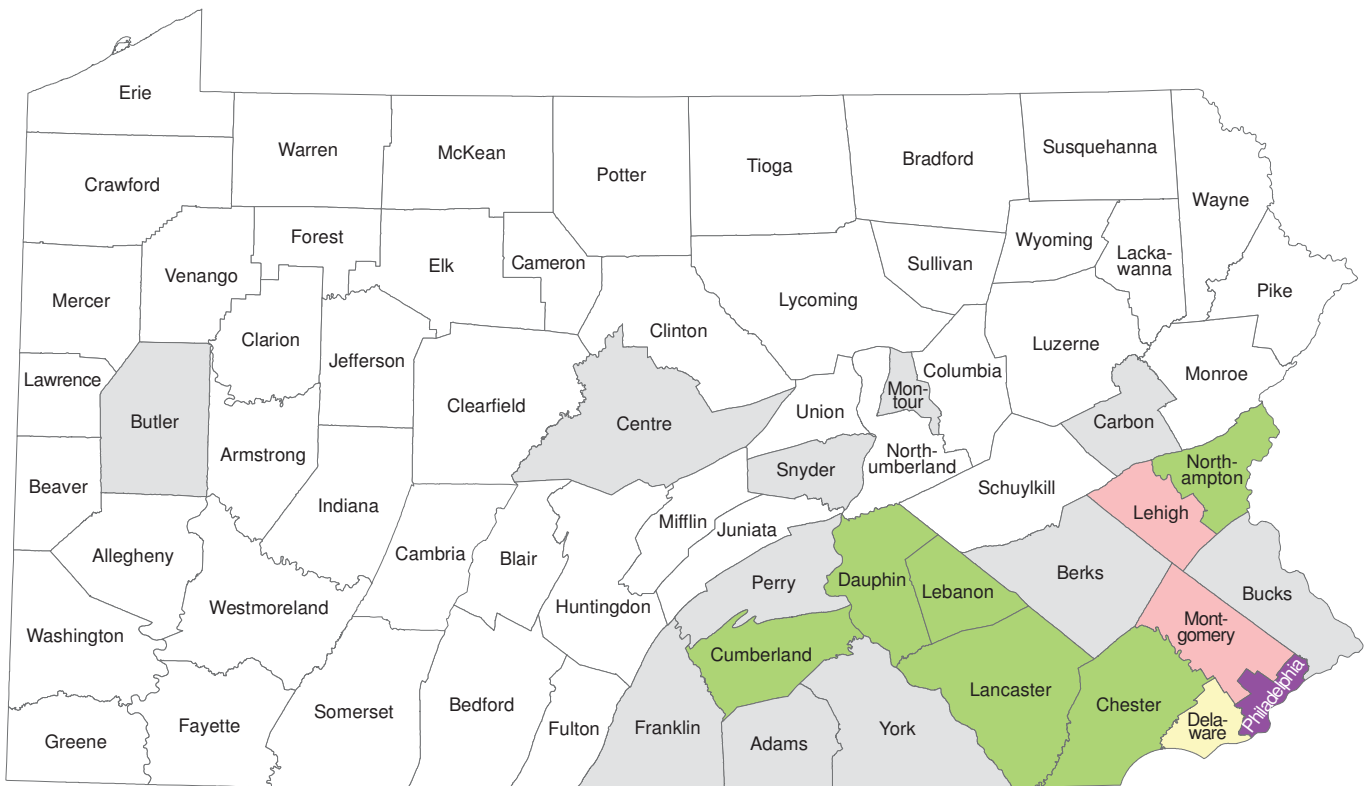 Erie
Warren
McKean
Potter
Tioga
Bradford
Susquehanna
Wayne
Crawford
Forest
Elk
Cameron
Sullivan
Wyoming
Lacka-
wanna
Venango
Mercer
Lycoming
Pike
Clarion
Clinton
Jefferson
Luzerne
Lawrence
Columbia
Monroe
Mon-
tour
Butler
Clearfield
Centre
Union
Carbon
Armstrong
North-
umberland
Snyder
North-
ampton
Beaver
Indiana
Schuylkill
Lehigh
Mifflin
Juniata
Allegheny
Cambria
Blair
Perry
Dauphin
Lebanon
Berks
Bucks
Westmoreland
Huntingdon
Washington
Mont-
gomery
Cumberland
Lancaster
Chester
Philadelphia
Somerset
Bedford
Fayette
Greene
Fulton
Franklin
Adams
York
Dela-
ware